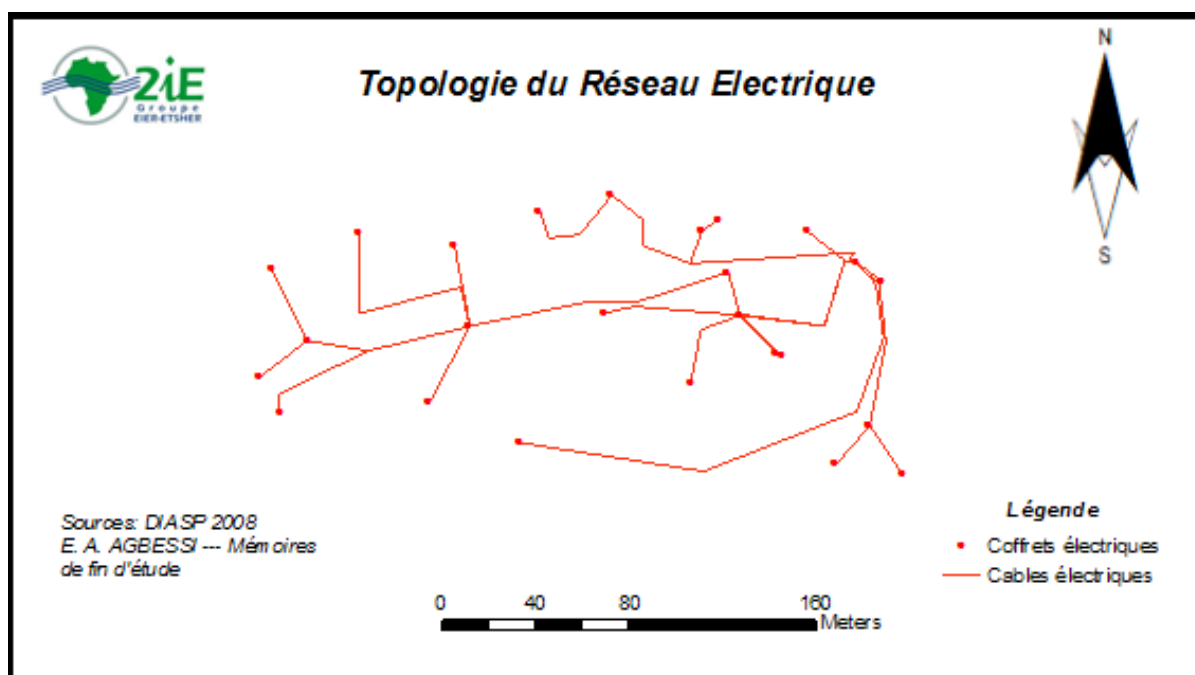 2iE
Groupe
EIER-ETSHER
Topologie du Réseau Electrique
N
S
Sources: DIASP 2008
E. A. AGBESSI --- Mémoires
de fin d'étude
Légende
Coffrets électriques
Cables électriques
0 40 80 160
Meters